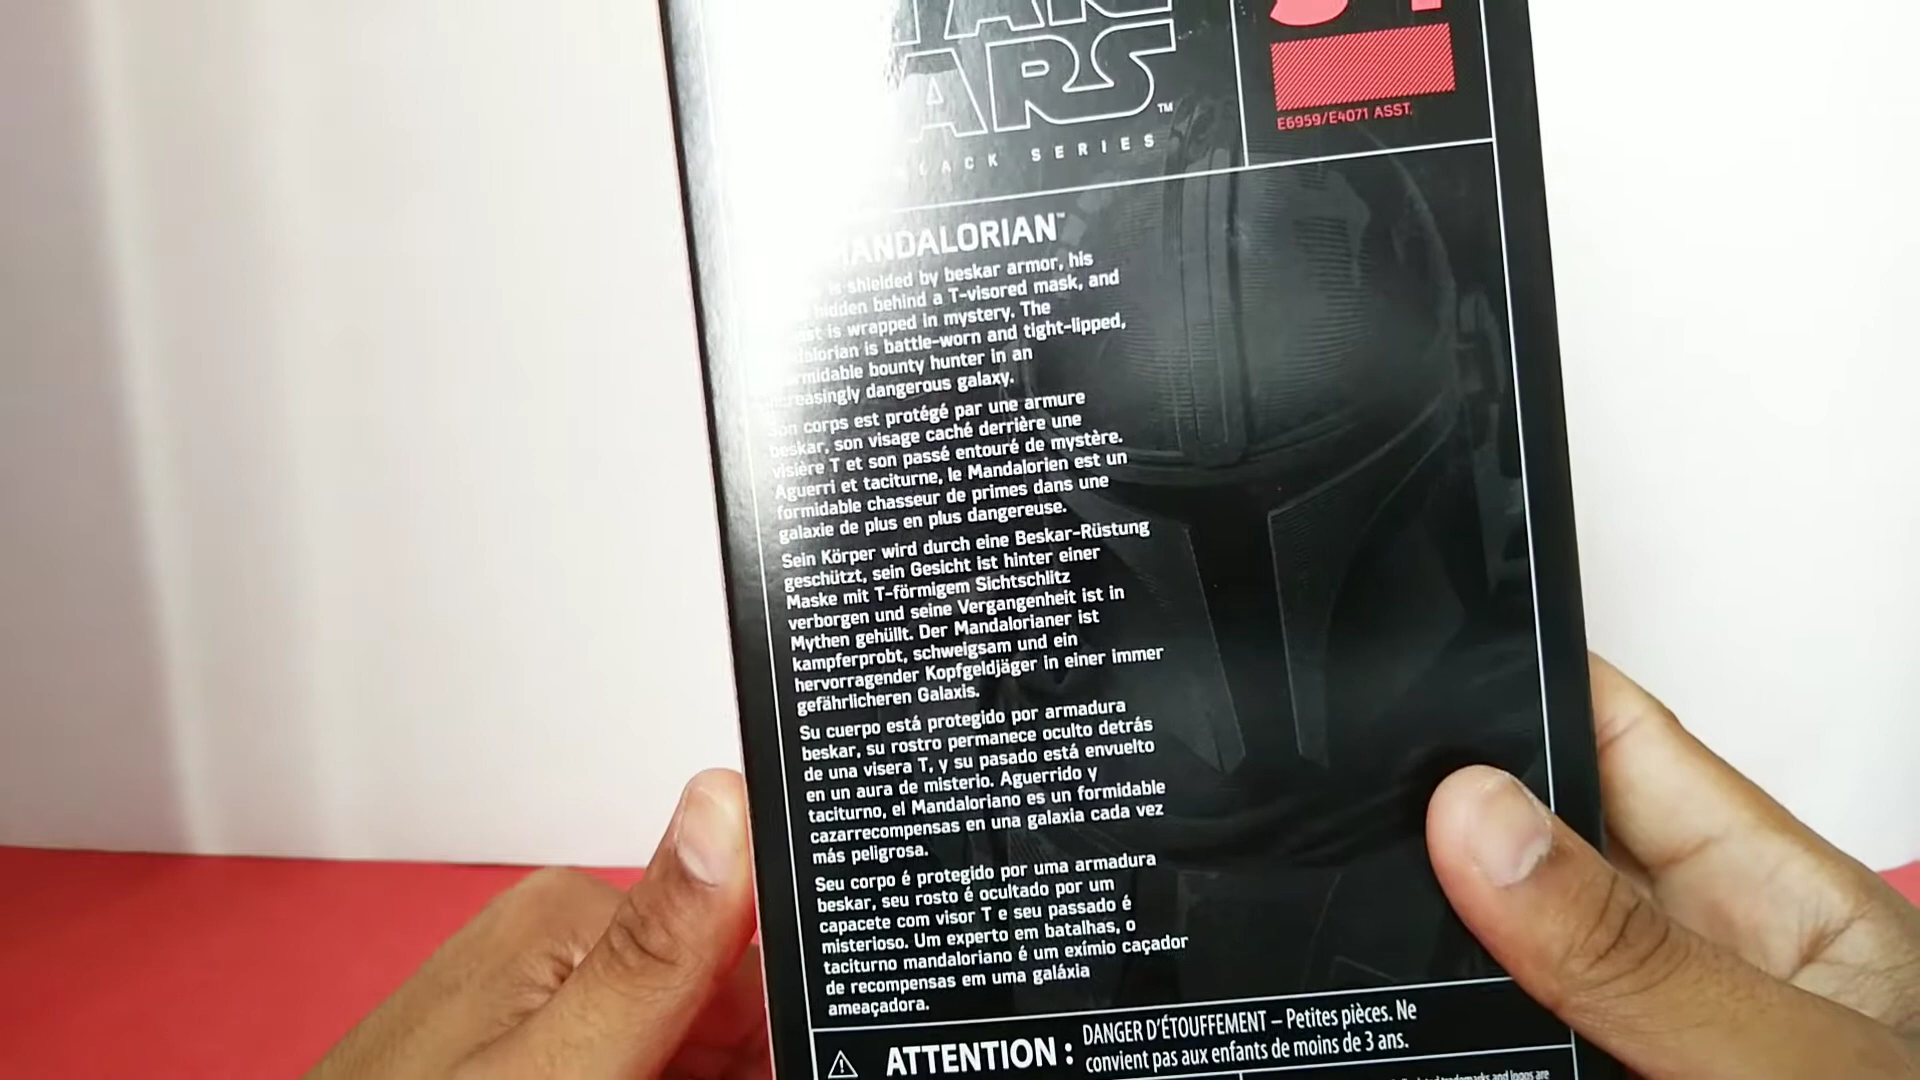 WARS™
SERIES
E6959/E4071 ASST.
MANDALORIAN™
is shielded by beskar armor, his
hidden behind a T-visored mask, and
is wrapped in mystery. The
is battle-worn and tight-lipped,
bounty hunter in an
dangerous galaxy.
corps est protégé par une armure
beskar, son visage caché derrière une
visière T et son passé entouré de mystère.
Aguerri et taciturne, le Mandalorien est un
formidable chasseur de primes dans une
galaxie de plus en plus dangereuse.
Sein Körper wird durch eine Beskar-Rüstung
geschützt, sein Gesicht ist hinter einer
Maske mit T-förmigem Sichtschlitz
verborgen und seine Vergangenheit ist in
Mythen gehüllt. Der Mandalorianer ist
kampferprobt, schweigsam und ein
hervorragender Kopfgeldjäger in einer immer
gefährlicheren Galaxis.
Su cuerpo está protegido por armadura
beskar, su rostro permanece oculto detrás
de una visera T, y su pasado está envuelto
en un aura de misterio. Aguerrido y
taciturno, el Mandaloriano es un formidable
cazarrecompensas en una galaxia cada vez
más peligrosa.
Seu corpo é protegido por uma armadura
beskar, seu rosto é ocultado por um
capacete com visor T e seu passado é
misterioso. Um experto em batalhas, o
taciturno mandaloriano é um exímio caçador
de recompensas em uma galáxia
ameaçadora.
ATTENTION : DANGER D'ÉTOUFFEMENT – Petites pièces. Ne
convient pas aux enfants de moins de 3 ans.